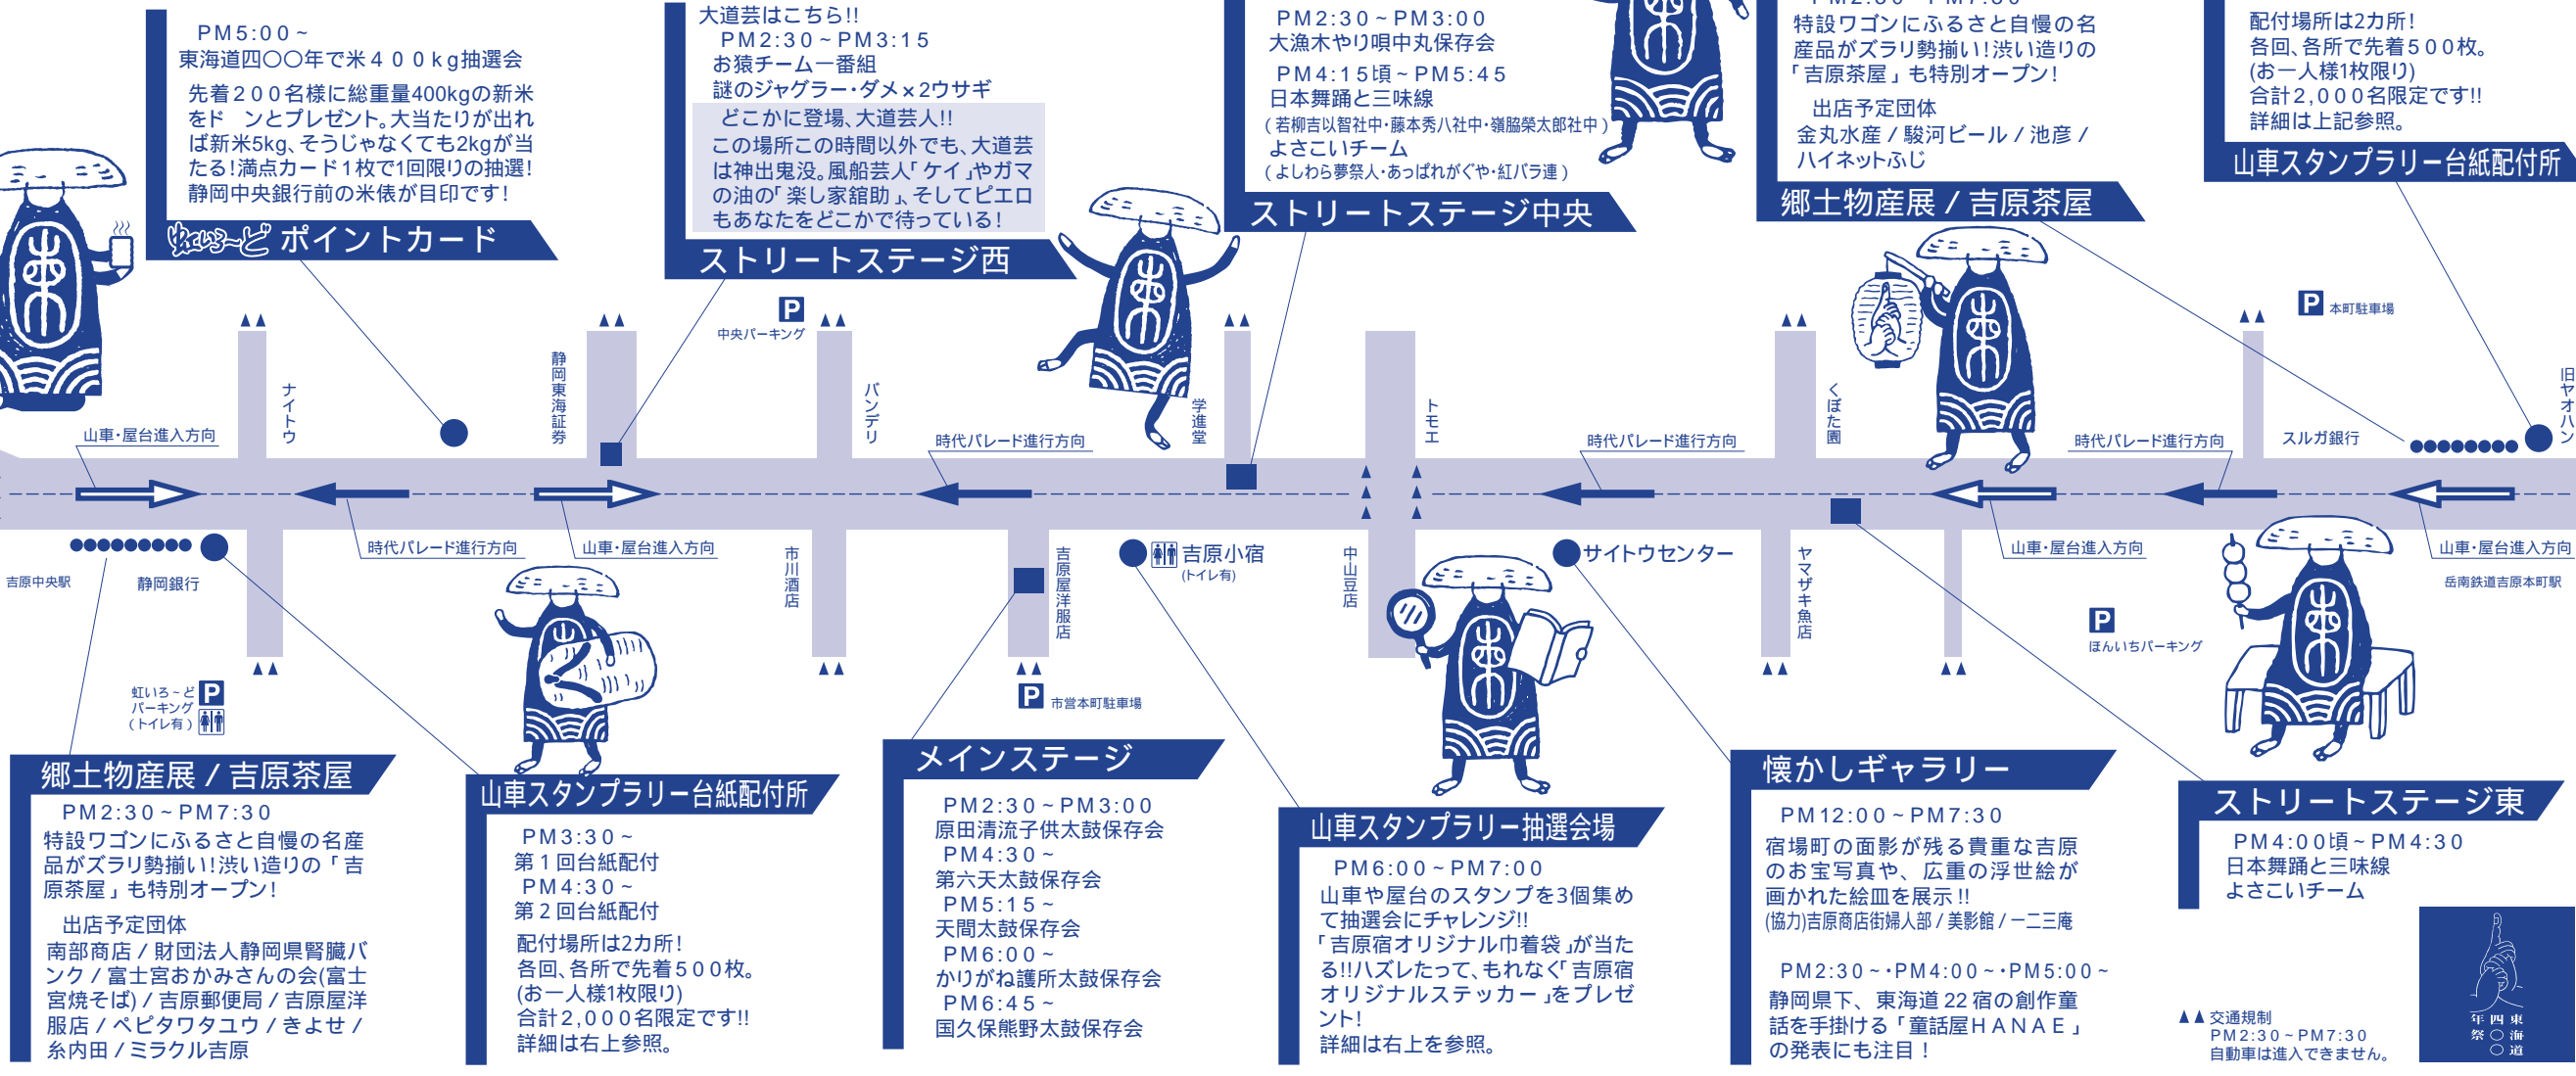 PM5:00~
東海道四〇〇年で米400kg抽選会
先着200名様に総重量400kgの新米
をド ンとプレゼント。大当たりが出れ
ば新米5kg、そうじゃなくても2kgが当
たる!満点カード1枚で1回限りの抽選!
静岡中央銀行前の米俵が目印です!
虹いろ~ど ポイントカード
大道芸はこちら!!
PM2:30~PM3:15
お猿チーム一番組
謎のジャグラー・ダメ×2ウサギ
どこかに登場、大道芸人!!
この場所この時間以外でも、大道芸
は神出鬼没。風船芸人「ケイ」やガマ
の油の「楽し家舘助」、そしてピエロ
もあなたをどこかで待っている!
ストリートステージ西
PM2:30~PM3:00
大漁木やり唄中丸保存会
PM4:15頃~PM5:45
日本舞踊と三味線
(若柳吉以智社中・藤本秀八社中・嶺脇榮太郎社中)
よさこいチーム
(よしわら夢祭人・あっぱれがぐや・紅バラ連)
ストリートステージ中央
特設ワゴンにふるさと自慢の名
産品がズラリ勢揃い!渋い造りの
「吉原茶屋」も特別オープン!
出店予定団体
金丸水産/駿河ビール/池彦/
ハイネットふじ
郷土物産展/吉原茶屋
配付場所は2カ所!
各回、各所で先着500枚。
(お一人様1枚限り)
合計2,000名限定です!!
詳細は上記参照。
山車スタンプラリー台紙配付所
P
中央パーキング
P 本町駐車場
ナイトウ
静岡東海証券
バンデリ
学進堂
トモエ
くぼた園
スルガ銀行
旧ヤオハン
山車・屋台進入方向
時代パレード進行方向
時代パレード進行方向
時代パレード進行方向
時代パレード進行方向
山車・屋台進入方向
山車・屋台進入方向
山車・屋台進入方向
吉原中央駅
静岡銀行
市川酒店
吉原屋洋服店
吉原小宿
(トイレ有)
中山豆店
サイトウセンター
ヤマザキ魚店
岳南鉄道吉原本町駅
虹いろ~ど
パーキング
(トイレ有)
P
P 市営本町駐車場
P
ほんいちパーキング
郷土物産展/吉原茶屋
PM2:30~PM7:30
特設ワゴンにふるさと自慢の名産
品がズラリ勢揃い!渋い造りの「吉
原茶屋」も特別オープン!
出店予定団体
南部商店/財団法人静岡県腎臓バ
ンク/富士宮おかみさんの会(富士
宮焼そば)/吉原郵便局/吉原屋洋
服店/ペピタワタユウ/きよせ/
糸内田/ミラクル吉原
山車スタンプラリー台紙配付所
PM3:30~
第1回台紙配付
PM4:30~
第2回台紙配付
配付場所は2カ所!
各回、各所で先着500枚。
(お一人様1枚限り)
合計2,000名限定です!!
詳細は右上参照。
メインステージ
PM2:30~PM3:00
原田清流子供太鼓保存会
PM4:30~
第六天太鼓保存会
PM5:15~
天間太鼓保存会
PM6:00~
かりがね護所太鼓保存会
PM6:45~
国久保熊野太鼓保存会
山車スタンプラリー抽選会場
PM6:00~PM7:00
山車や屋台のスタンプを3個集め
て抽選会にチャレンジ!!
「吉原宿オリジナル巾着袋」が当た
る!!ハズレたって、もれなく「吉原宿
オリジナルステッカー」をプレゼ
ント!
詳細は右上を参照。
懐かしギャラリー
PM12:00~PM7:30
宿場町の面影が残る貴重な吉原
のお宝写真や、広重の浮世絵が
画かれた絵皿を展示!!
(協力)吉原商店街婦人部/美影館/一二三庵
PM2:30~・PM4:00~・PM5:00~
静岡県下、東海道22宿の創作童
話を手掛ける「童話屋HANAE」
の発表にも注目!
ストリートステージ東
PM4:00頃~PM4:30
日本舞踊と三味線
よさこいチーム
▲▲交通規制
PM2:30~PM7:30
自動車は進入できません。
東海道
四〇〇
年祭